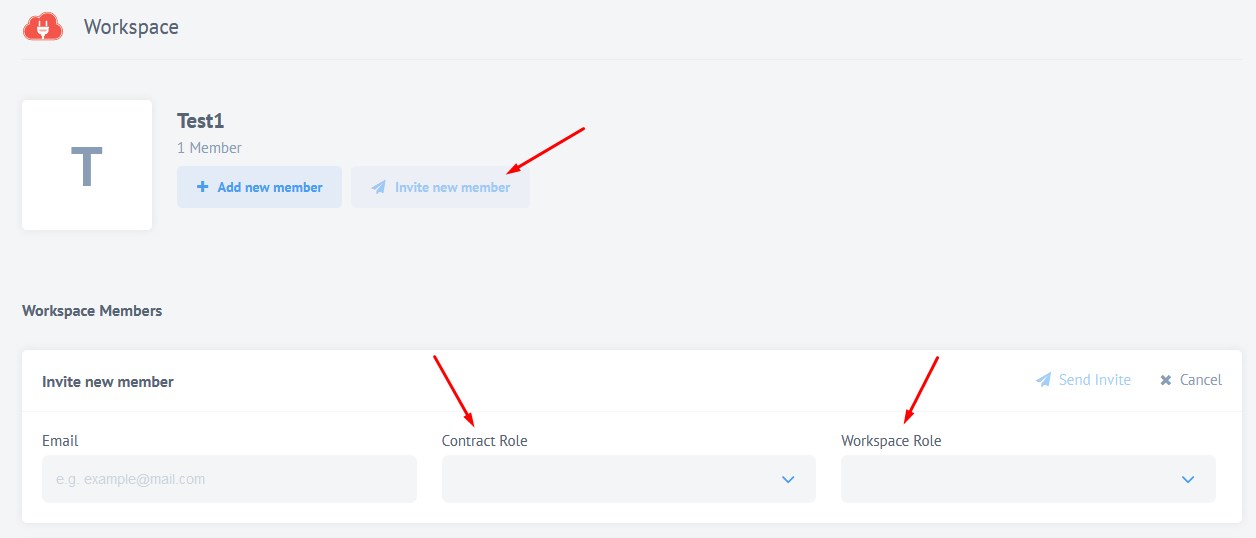 Workspace
T
Test1
1 Member
Add new member
Invite new member
Workspace Members
Invite new member
Send Invite
Cancel
Email
Contract Role
Workspace Role
e.g. example@mail.com